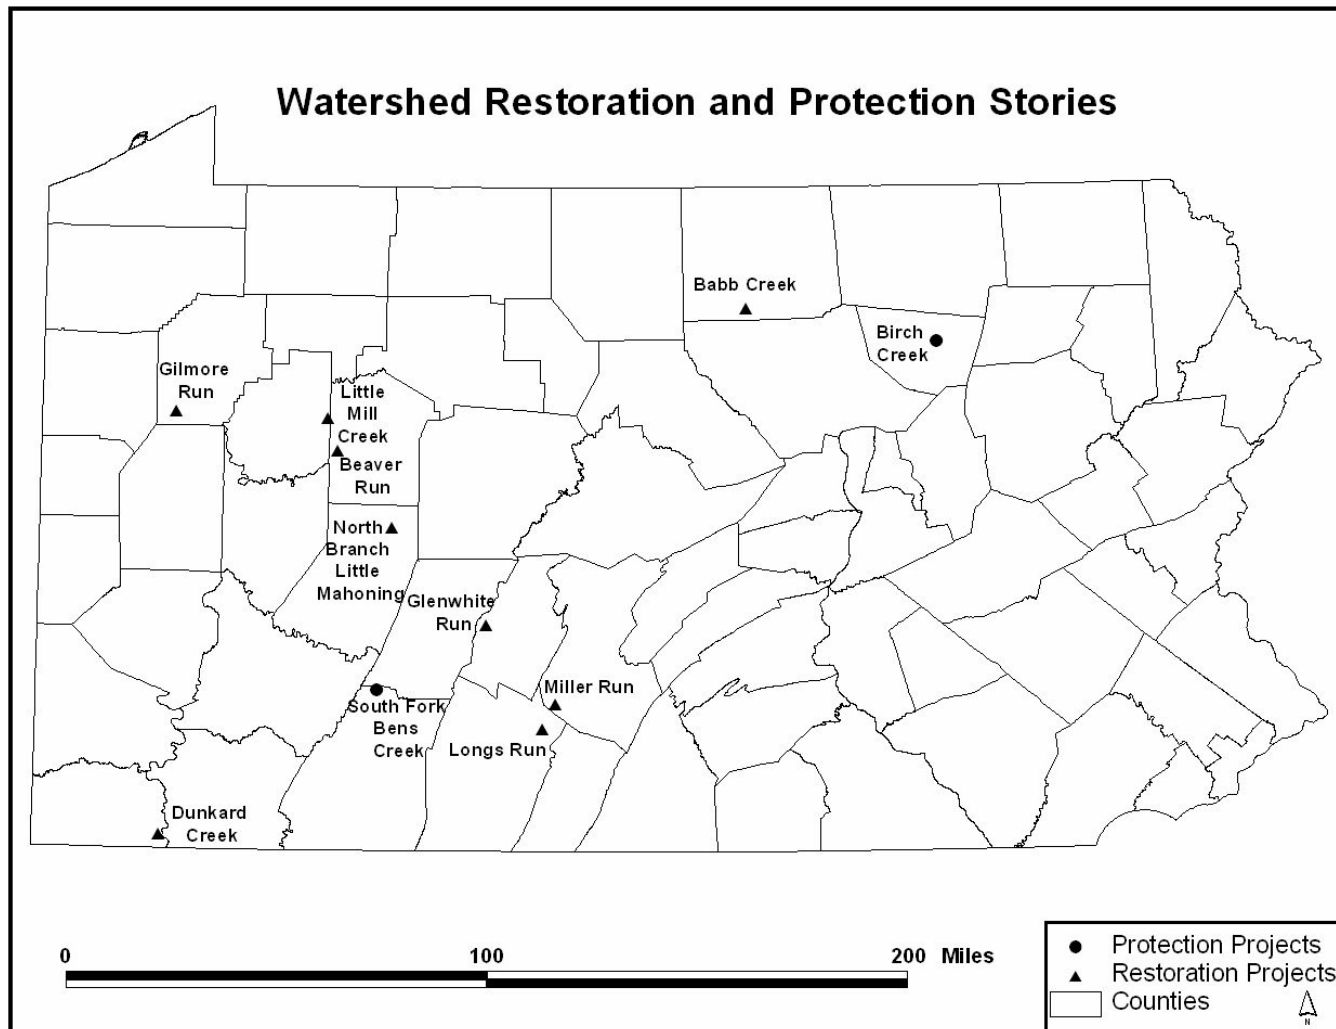 Watershed Restoration and Protection Stories
Babb Creek
Birch
Creek
Gilmore
Run
Little
Mill
Creek
Beaver
Run
North
Branch
Little
Mahoning
Glenwhite
Run
Miller Run
South Fork
Bens
Creek
Longs Run
Dunkard
Creek
0 100 200 Miles
Protection Projects
Restoration Projects
Counties
N